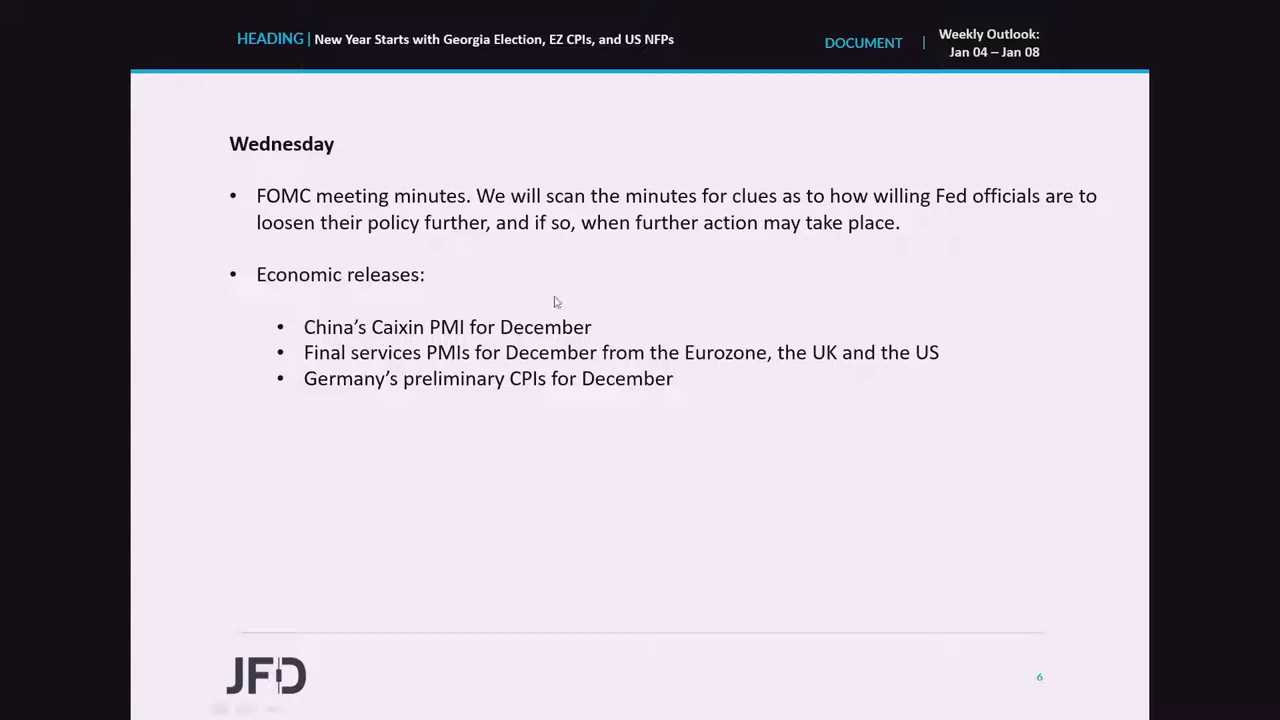 HEADING | New Year Starts with Georgia Election, EZ CPIs, and US NFPs
DOCUMENT | Weekly Outlook:
Jan 04 – Jan 08
Wednesday
• FOMC meeting minutes. We will scan the minutes for clues as to how willing Fed officials are to
loosen their policy further, and if so, when further action may take place.
• Economic releases:
• China's Caixin PMI for December
• Final services PMIs for December from the Eurozone, the UK and the US
• Germany's preliminary CPIs for December
JFD
6